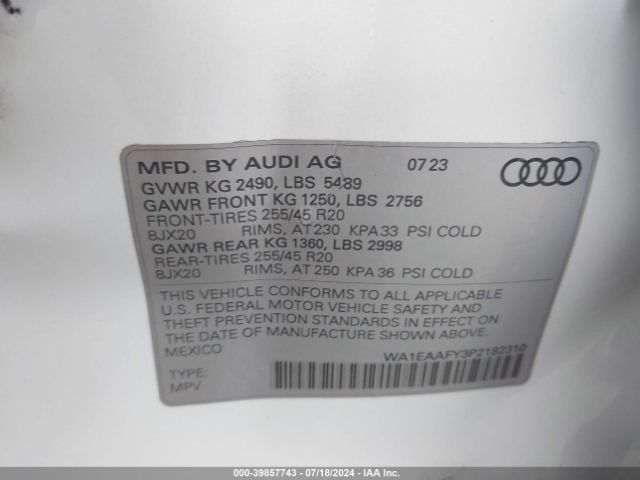 MFD. BY AUDI AG 07 23
GVWR KG 2490, LBS 5489
GAWR FRONT KG 1250, LBS 2756
FRONT-TIRES 255/45 R20
8JX20 RIMS, AT 230 KPA 33 PSI COLD
GAWR REAR KG 1360, LBS 2998
REAR-TIRES 255/45 R20
8JX20 RIMS, AT 250 KPA 36 PSI COLD
THIS VEHICLE CONFORMS TO ALL APPLICABLE
U.S. FEDERAL MOTOR VEHICLE SAFETY AND
THEFT PREVENTION STANDARDS IN EFFECT ON
THE DATE OF MANUFACTURE SHOWN ABOVE.
MEXICO
WA1EAAFY3P2182310
TYPE:
MPV
000-39857743 / 07/18/2024 / IAA Inc.